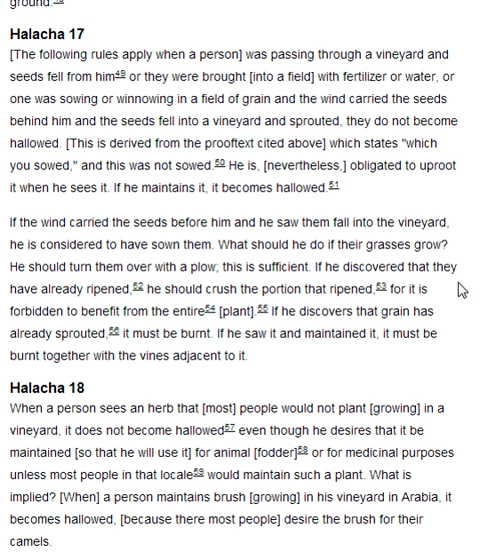 ground.48
Halacha 17
[The following rules apply when a person] was passing through a vineyard and
seeds fell from him49 or they were brought [into a field] with fertilizer or water, or
one was sowing or winnowing in a field of grain and the wind carried the seeds
behind him and the seeds fell into a vineyard and sprouted, they do not become
hallowed. [This is derived from the prooftext cited above] which states "which
you sowed," and this was not sowed.50 He is, [nevertheless,] obligated to uproot
it when he sees it. If he maintains it, it becomes hallowed.51
If the wind carried the seeds before him and he saw them fall into the vineyard,
he is considered to have sown them. What should he do if their grasses grow?
He should turn them over with a plow; this is sufficient. If he discovered that they
have already ripened,52 he should crush the portion that ripened,53 for it is
forbidden to benefit from the entire54 [plant].55 If he discovers that grain has
already sprouted,56 it must be burnt. If he saw it and maintained it, it must be
burnt together with the vines adjacent to it.
Halacha 18
When a person sees an herb that [most] people would not plant [growing] in a
vineyard, it does not become hallowed57 even though he desires that it be
maintained [so that he will use it] for animal [fodder]58 or for medicinal purposes
unless most people in that locale59 would maintain such a plant. What is
implied? [When] a person maintains brush [growing] in his vineyard in Arabia, it
becomes hallowed, [because there most people] desire the brush for their
camels.